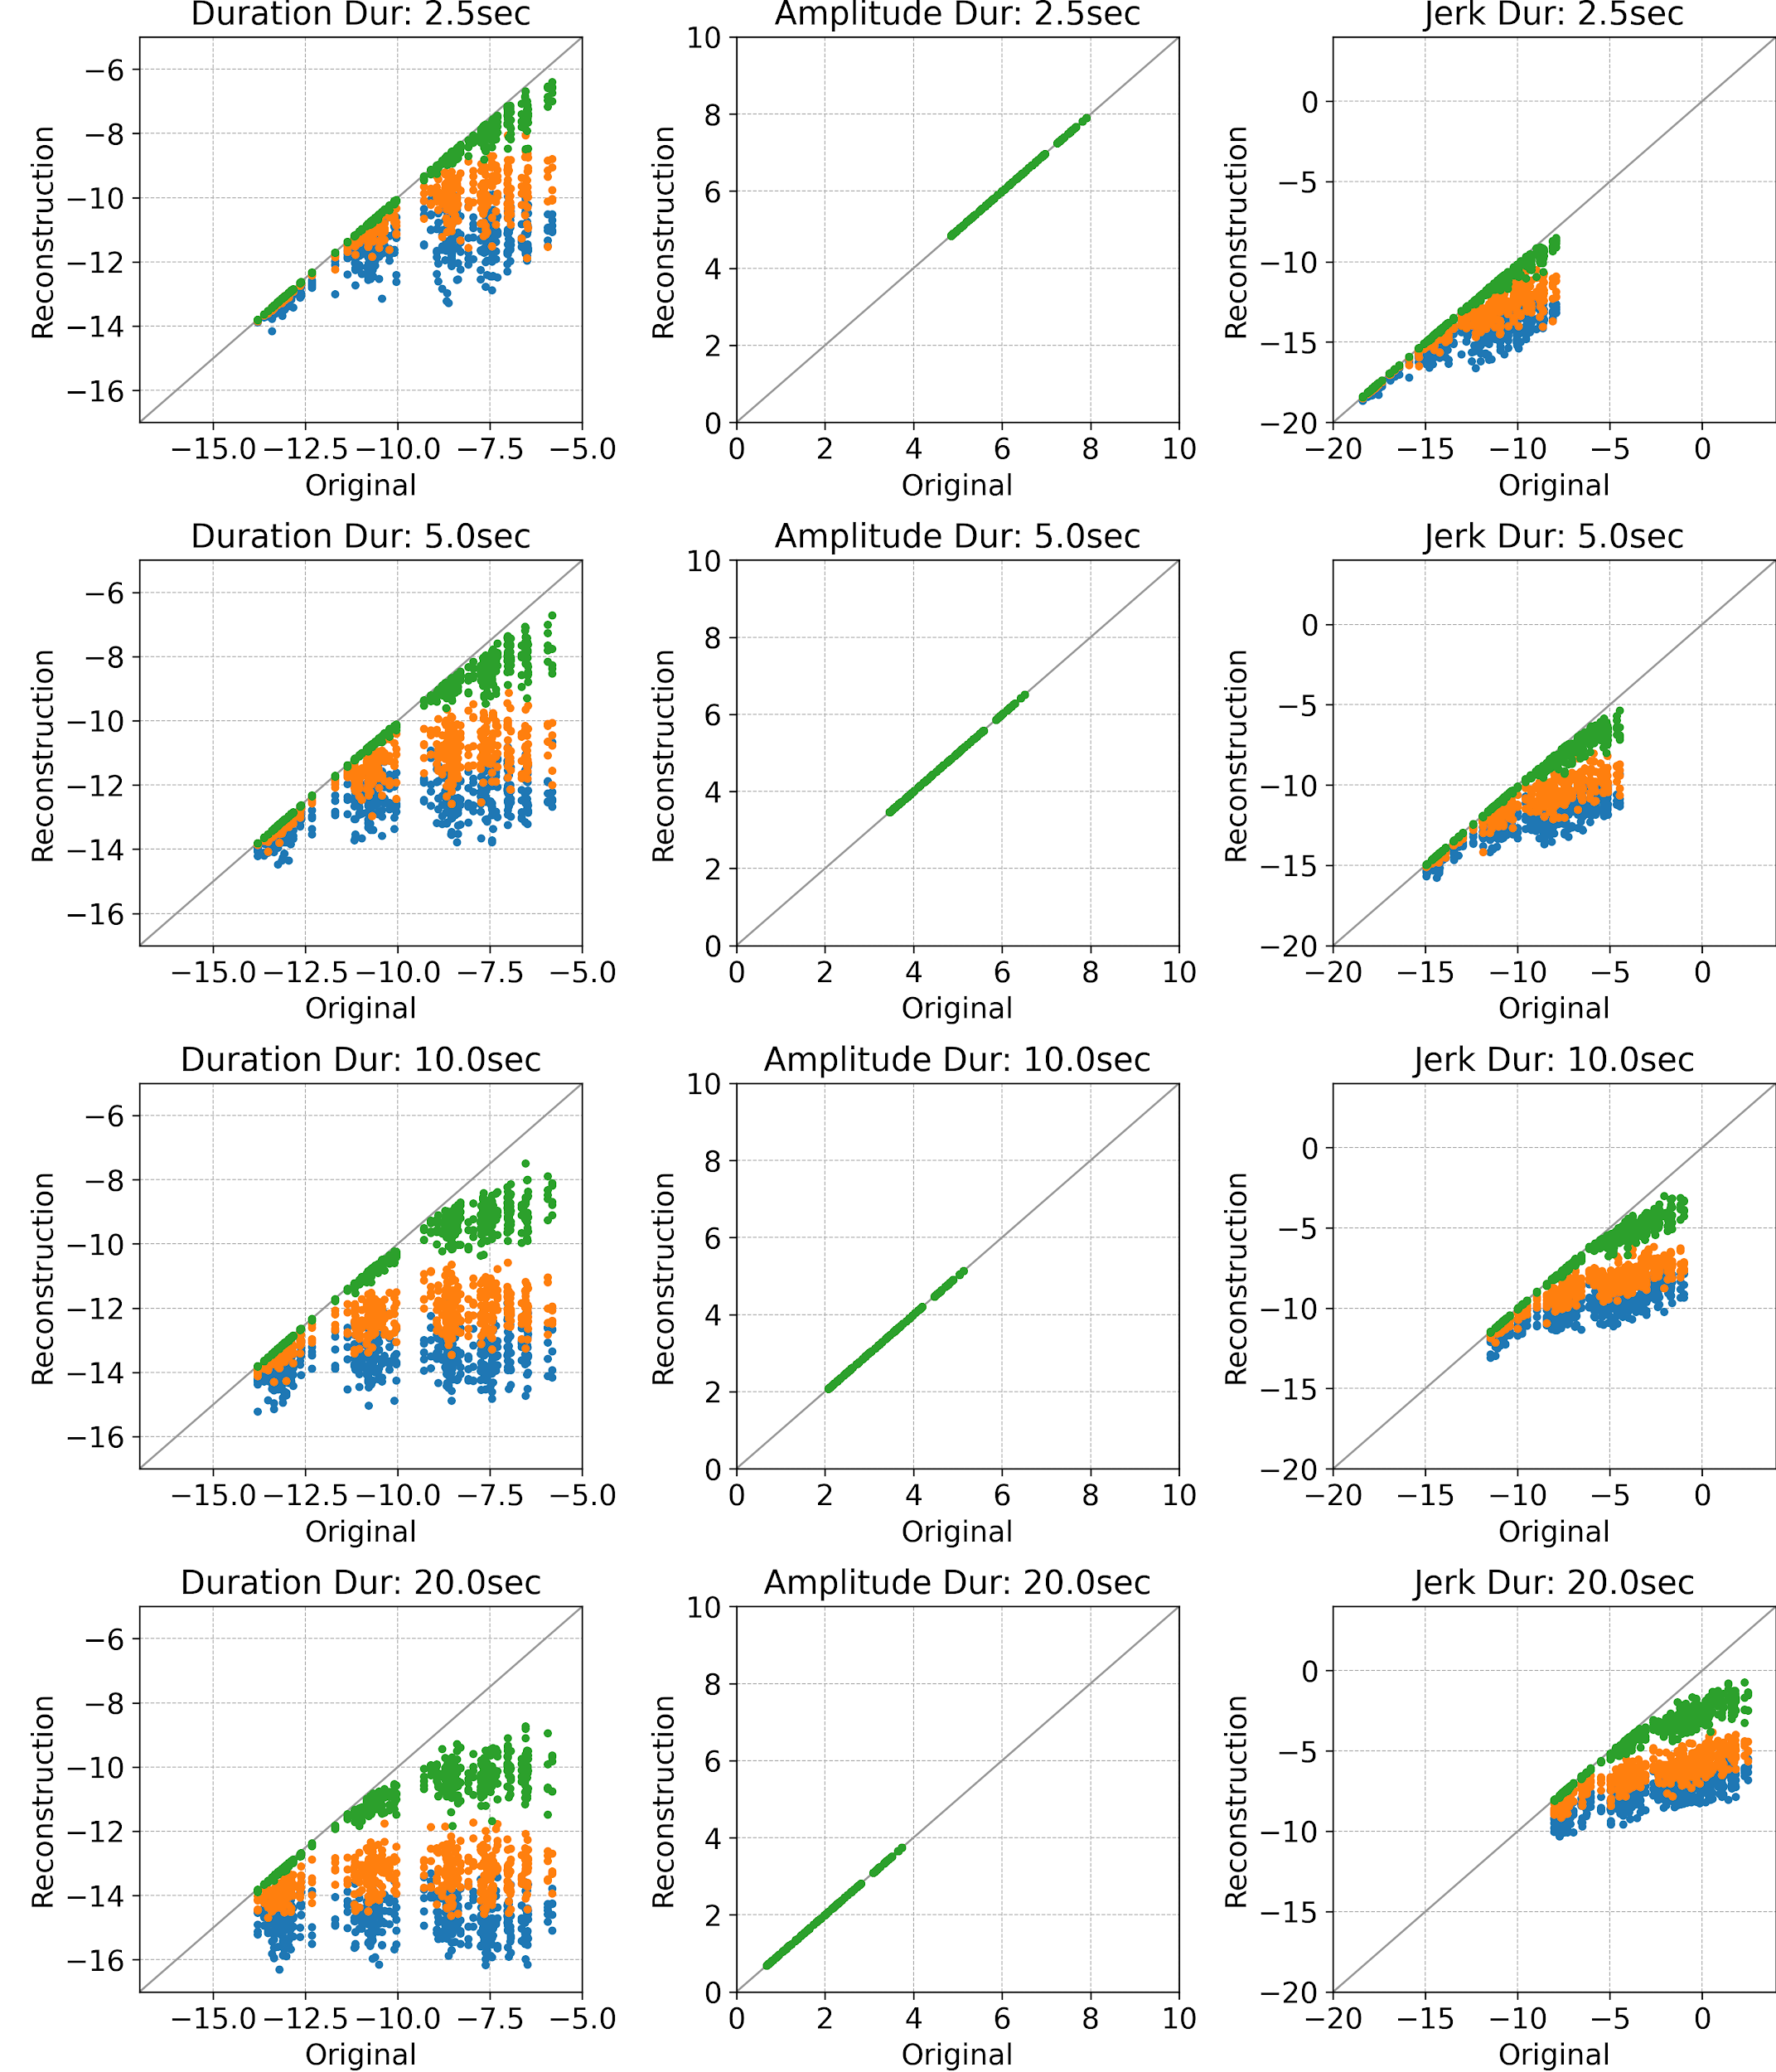 Duration Dur: 2.5sec
Amplitude Dur: 2.5sec
Jerk Dur: 2.5sec
Reconstruction
−6
−8
−10
−12
−14
−16
−15.0 −12.5 −10.0 −7.5 −5.0
Original
Reconstruction
10
8
6
4
2
0
0 2 4 6 8 10
Original
Reconstruction
0
−5
−10
−15
−20
−20 −15 −10 −5 0
Original
Duration Dur: 5.0sec
Amplitude Dur: 5.0sec
Jerk Dur: 5.0sec
Reconstruction
−6
−8
−10
−12
−14
−16
−15.0 −12.5 −10.0 −7.5 −5.0
Original
Reconstruction
10
8
6
4
2
0
0 2 4 6 8 10
Original
Reconstruction
0
−5
−10
−15
−20
−20 −15 −10 −5 0
Original
Duration Dur: 10.0sec
Amplitude Dur: 10.0sec
Jerk Dur: 10.0sec
Reconstruction
−6
−8
−10
−12
−14
−16
−15.0 −12.5 −10.0 −7.5 −5.0
Original
Reconstruction
10
8
6
4
2
0
0 2 4 6 8 10
Original
Reconstruction
0
−5
−10
−15
−20
−20 −15 −10 −5 0
Original
Duration Dur: 20.0sec
Amplitude Dur: 20.0sec
Jerk Dur: 20.0sec
Reconstruction
−6
−8
−10
−12
−14
−16
−15.0 −12.5 −10.0 −7.5 −5.0
Original
Reconstruction
10
8
6
4
2
0
0 2 4 6 8 10
Original
Reconstruction
0
−5
−10
−15
−20
−20 −15 −10 −5 0
Original